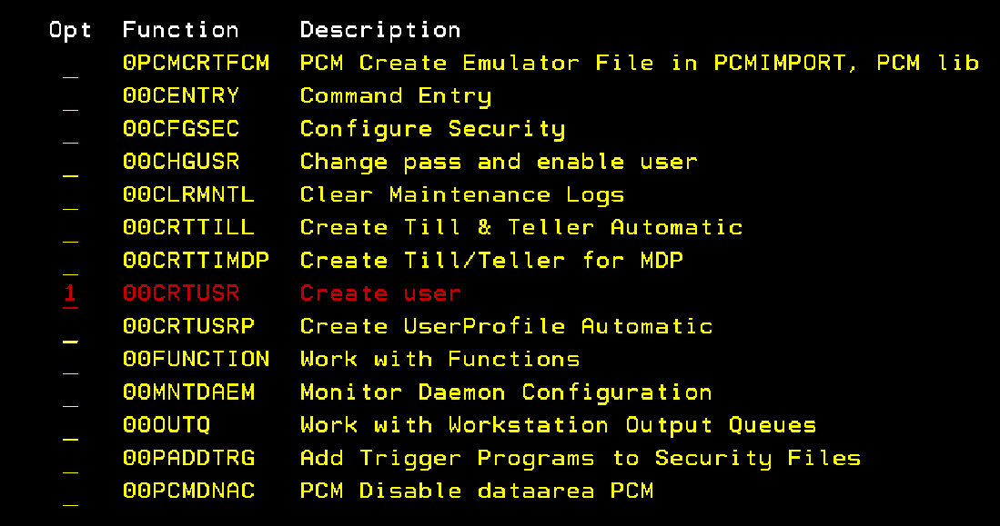 Opt Function Description
_ 0PCMCRTFCM PCM Create Emulator File in PCMIMPORT, PCM lib
_ 00CENTRY Command Entry
_ 00CFGSEC Configure Security
_ 00CHGUSR Change pass and enable user
_ 00CLRMNTL Clear Maintenance Logs
_ 00CRTTILL Create Till & Teller Automatic
_ 00CRTTIMDP Create Till/Teller for MDP
1 00CRTUSR Create user
_ 00CRTUSRP Create UserProfile Automatic
_ 00FUNCTION Work with Functions
_ 00MNTDAEM Monitor Daemon Configuration
_ 00OUTQ Work with Workstation Output Queues
_ 00PADDTRG Add Trigger Programs to Security Files
_ 00PCMDNAC PCM Disable dataarea PCM